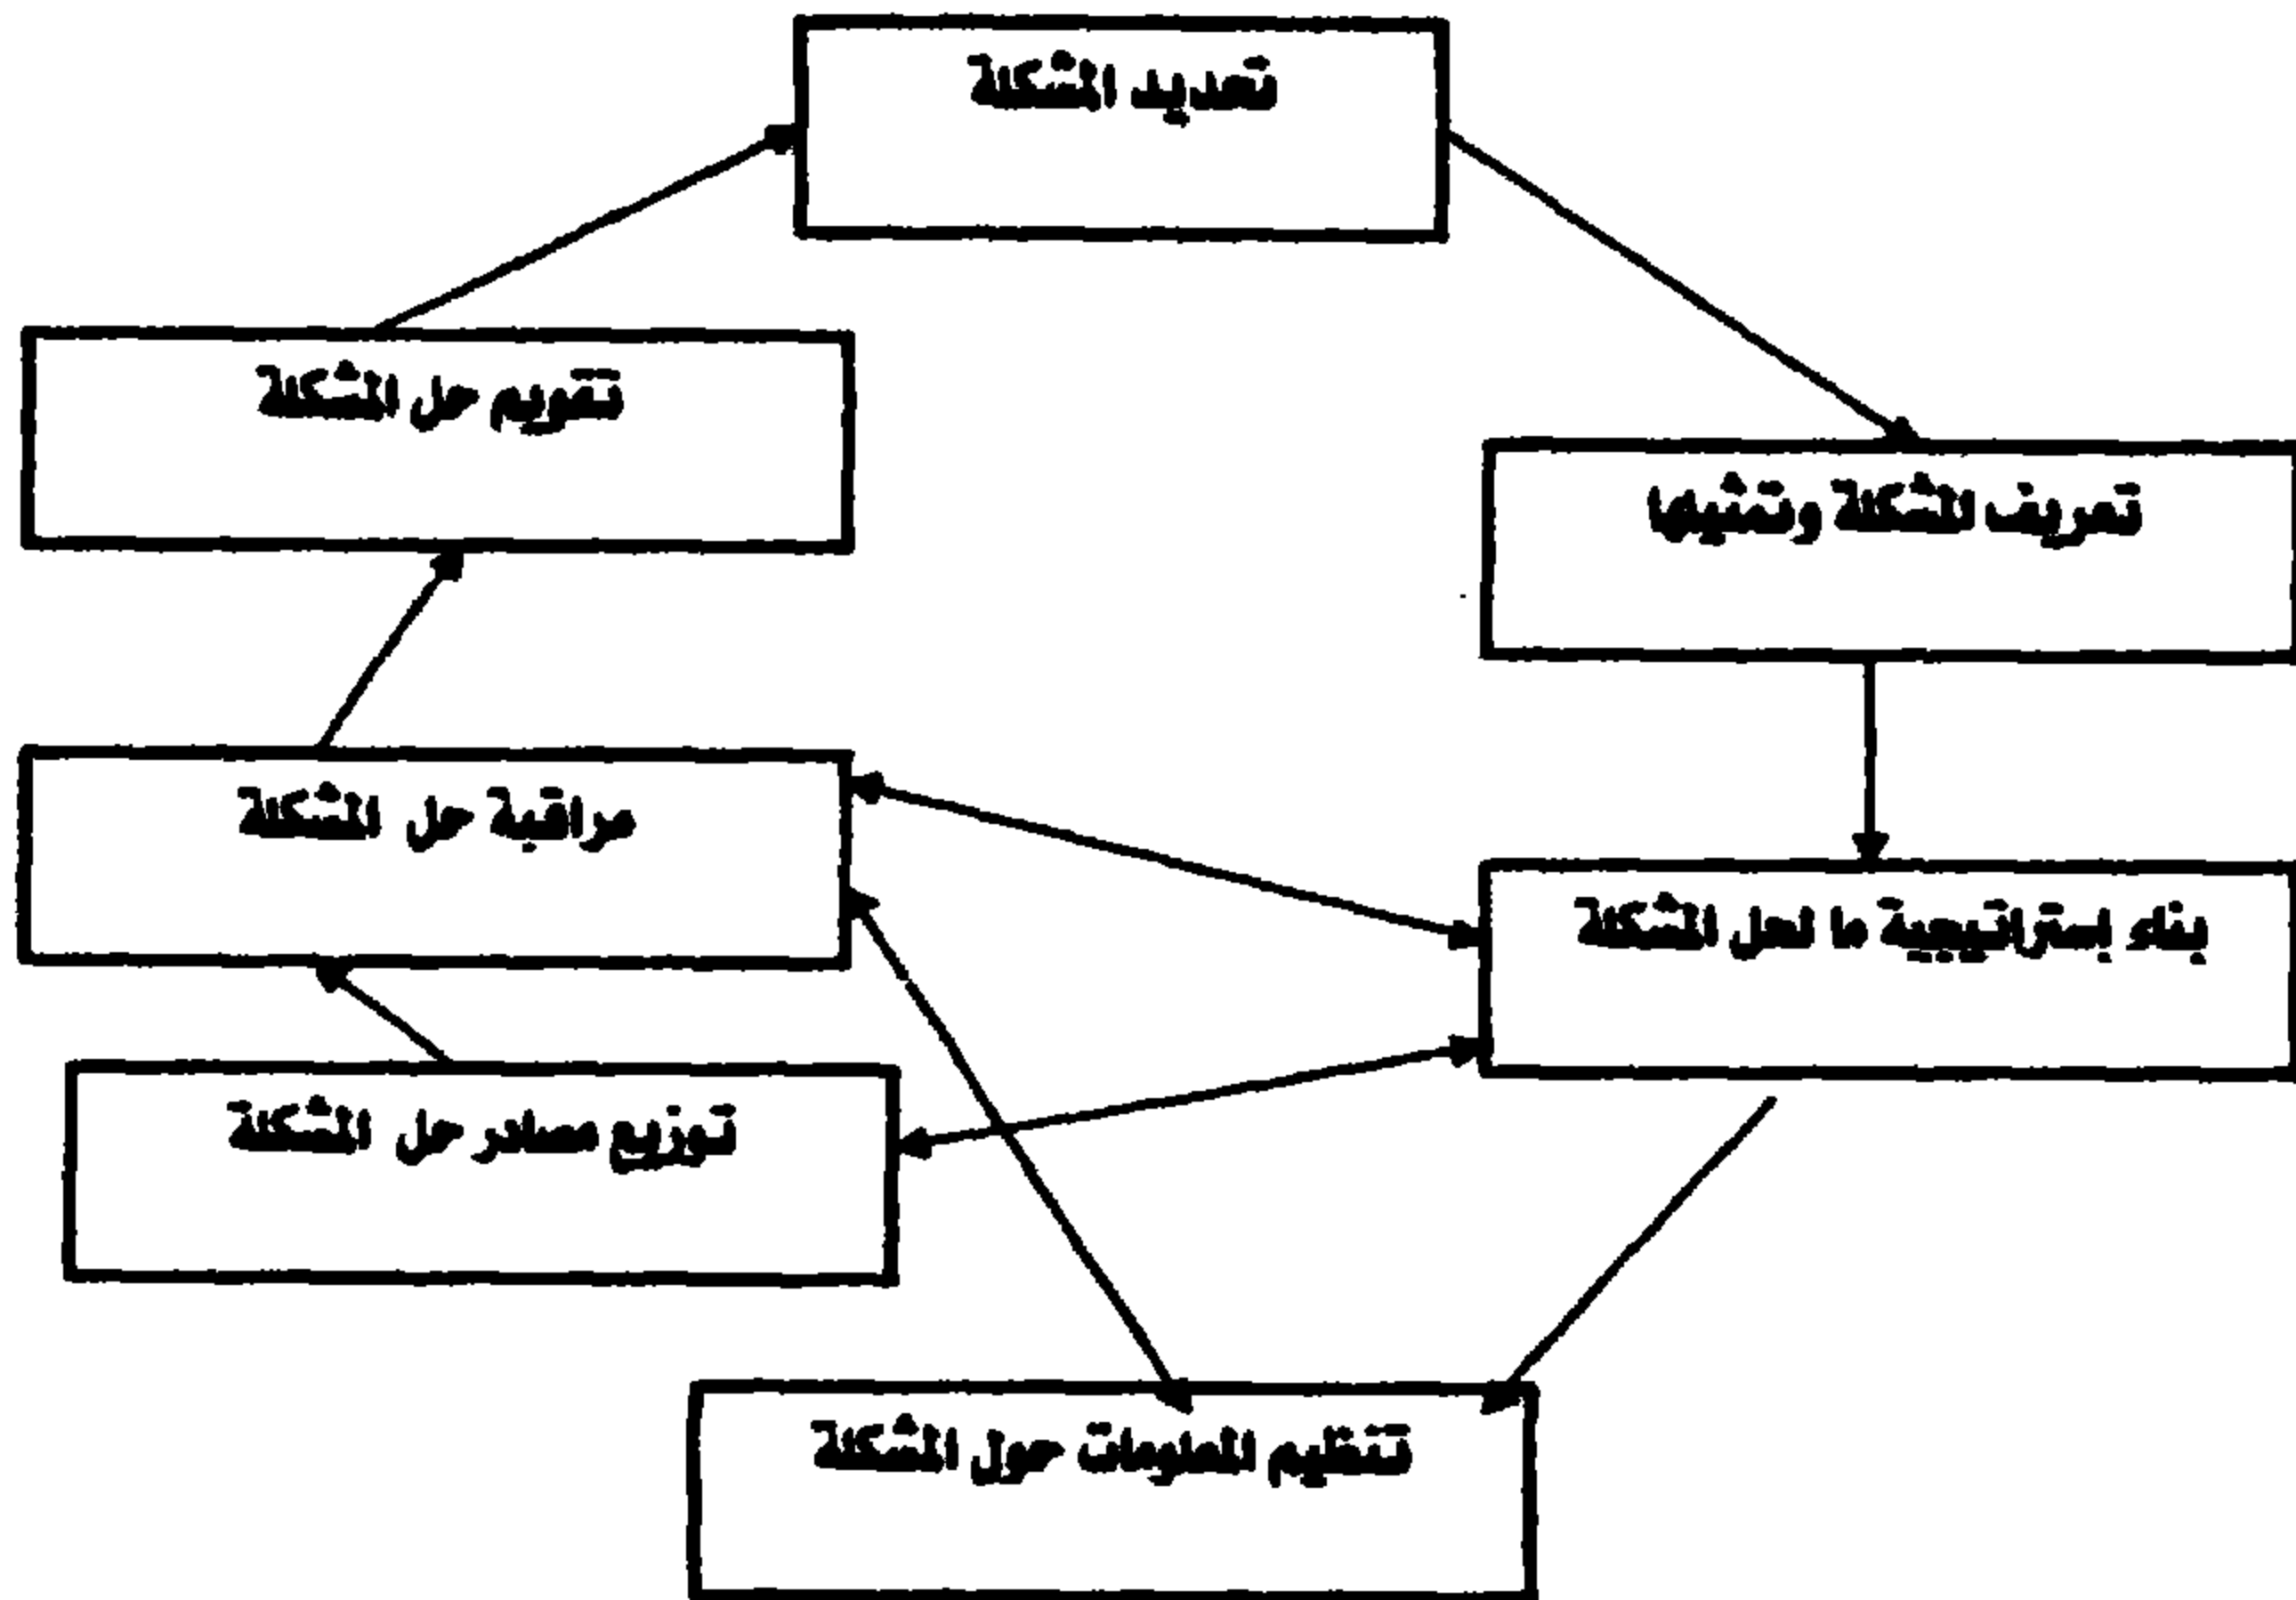 تحديد المشكلة
تقويم حل المشكلة
تعريف المشكلة وتمثيلها
مراقبة حل المشكلة
بناء إستراتيجية ما لحل المشكلة
توزيع مصادر حل المشكلة
تنظيم المعلومات حول المشكلة